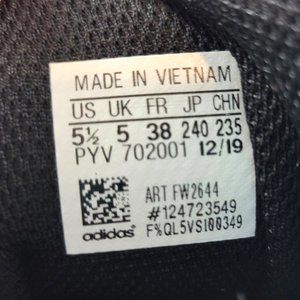 MADE IN VIETNAM
US UK FR JP CHN
5½ 5 38 240 235
PYV 702001 12/19
ART FW2644
#124723549
adidas F%QL5VS100349